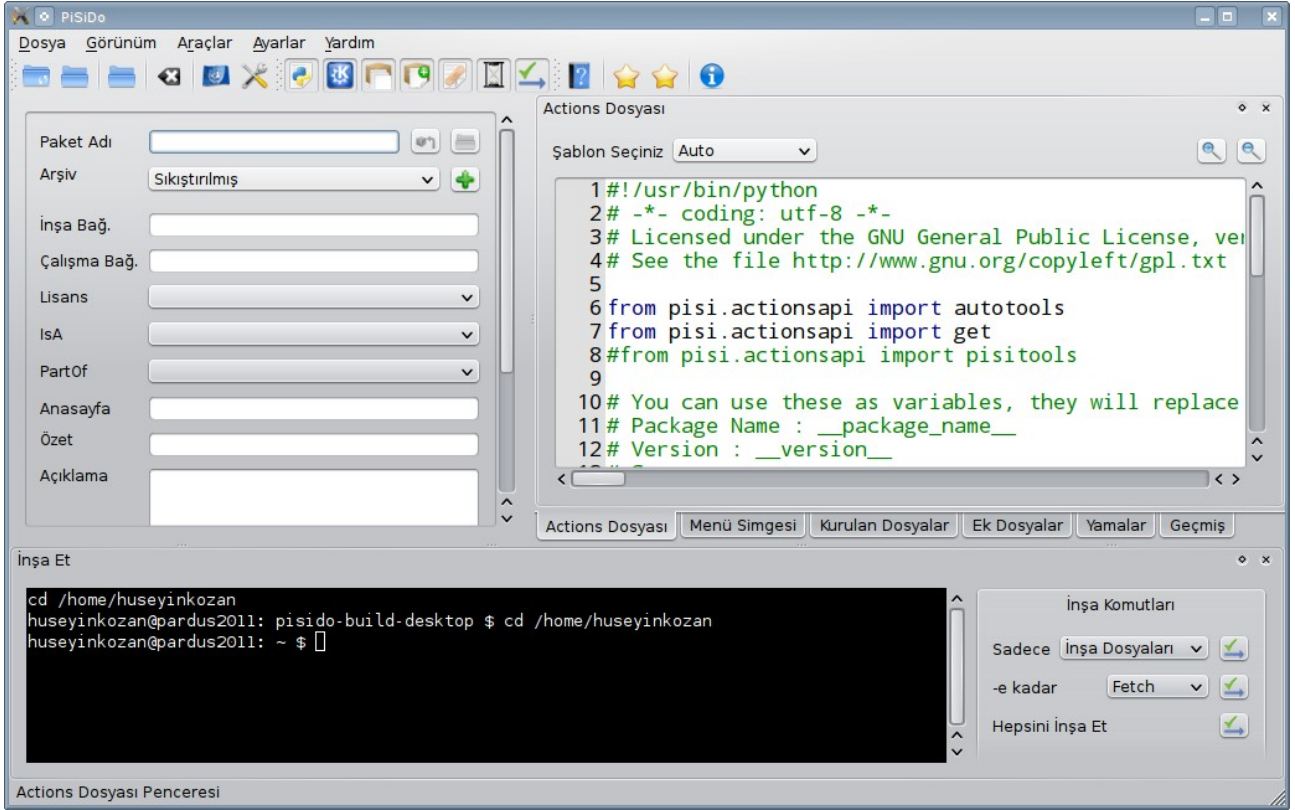 PiSiDo
Dosya Görünüm Araçlar Ayarlar Yardım
Paket Adı
Arşiv Sıkıştırılmış
İnşa Bağ.
Çalışma Bağ.
Lisans
IsA
PartOf
Anasayfa
Özet
Açıklama
Actions Dosyası
Şablon Seçiniz Auto
1 #!/usr/bin/python
2 # -*- coding: utf-8 -*-
3 # Licensed under the GNU General Public License, ver
4 # See the file http://www.gnu.org/copyleft/gpl.txt
5
6 from pisi.actionsapi import autotools
7 from pisi.actionsapi import get
8 #from pisi.actionsapi import pisitools
9
10 # You can use these as variables, they will replace
11 # Package Name : __package_name__
12 # Version : __version__
Actions Dosyası Menü Simgesi Kurulan Dosyalar Ek Dosyalar Yamalar Geçmiş
İnşa Et
cd /home/huseyinkozan
huseyinkozan@pardus2011: pisido-build-desktop $ cd /home/huseyinkozan
huseyinkozan@pardus2011: ~ $
İnşa Komutları
Sadece İnşa Dosyaları
-e kadar Fetch
Hepsini İnşa Et
Actions Dosyası Penceresi